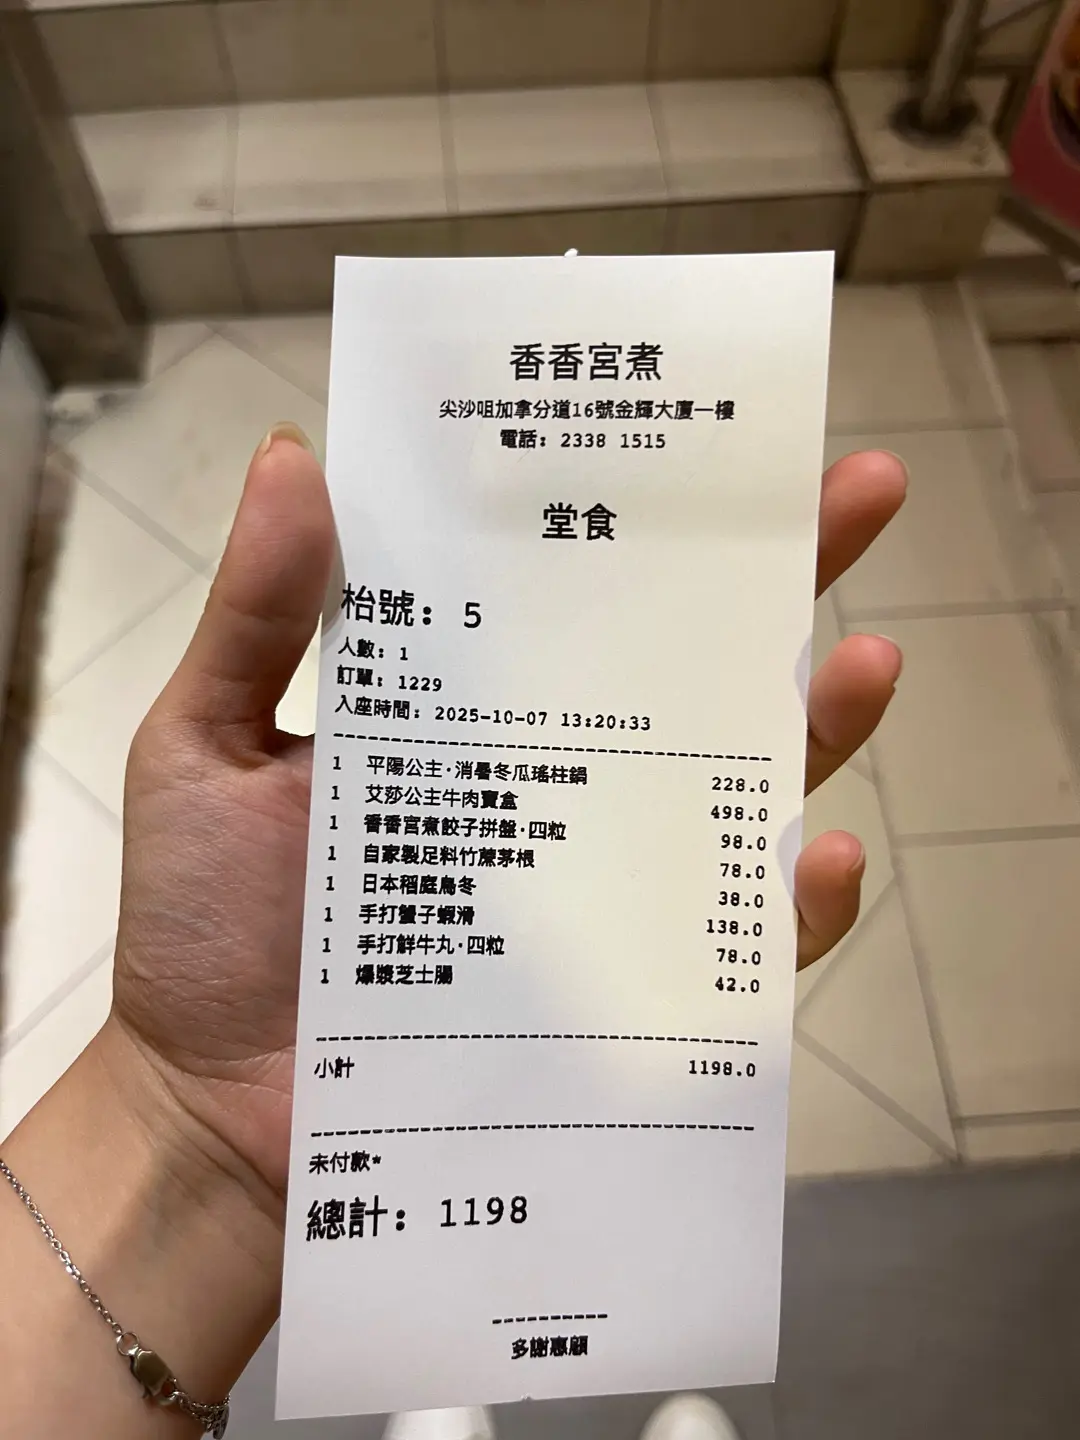 香香宮煮
尖沙咀加拿分道16號金輝大廈一樓
電話: 2338 1515
堂食
枱號: 5
人數: 1
訂單: 1229
入座時間: 2025-10-07 13:20:33
1 平陽公主·消暑冬瓜瑤柱鍋 228.0
1 艾莎公主牛肉寶盒 498.0
1 香香宮煮餃子拼盤·四粒 98.0
1 自家製足料竹蔗茅根 78.0
1 日本稻庭烏冬 38.0
1 手打蟹子蝦滑 138.0
1 手打鮮牛丸·四粒 78.0
1 爆漿芝士腸 42.0
小計 1198.0
未付款*
總計: 1198
多謝惠顧